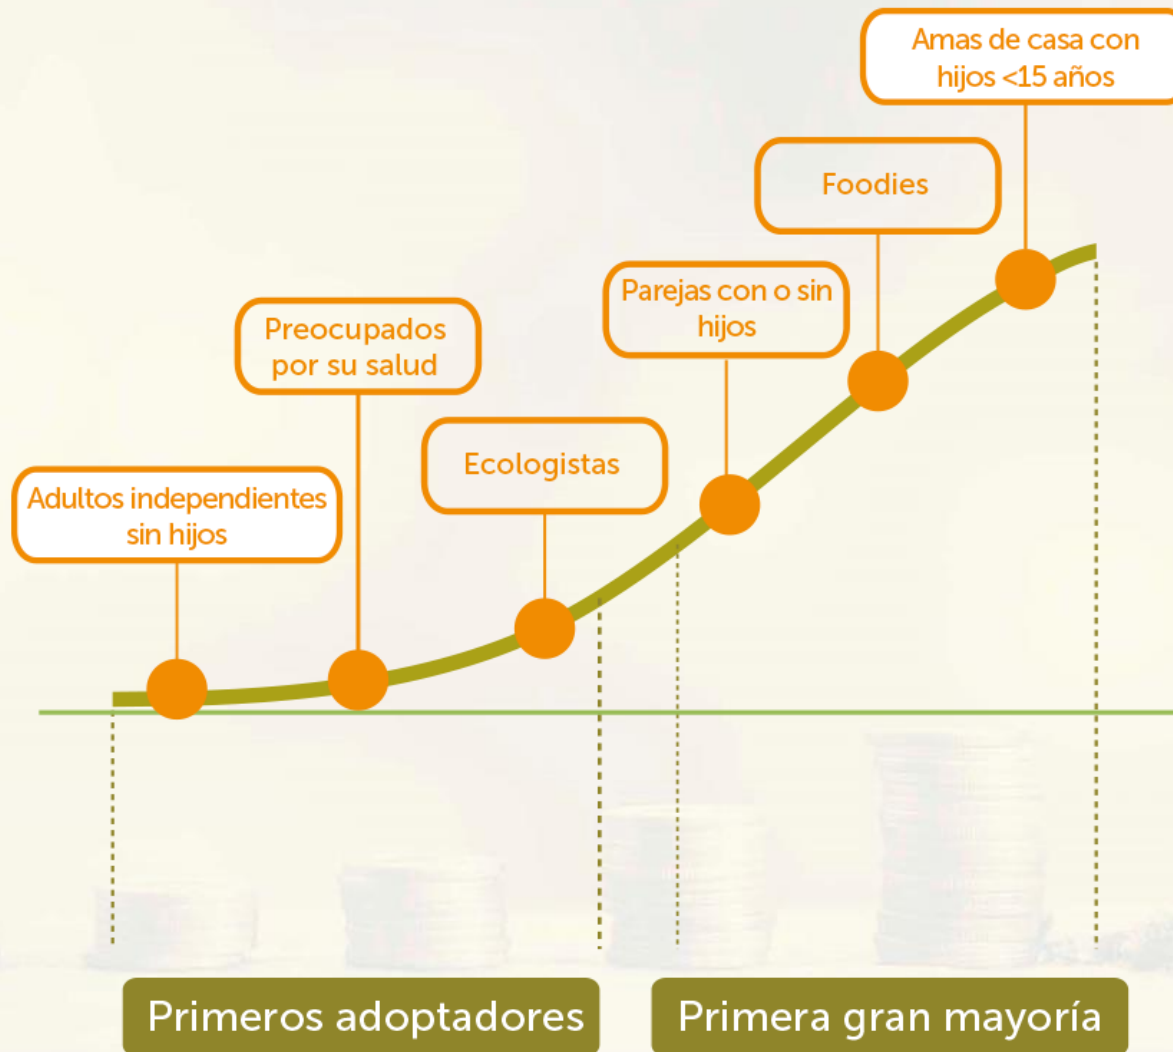 Amas de casa con
hijos <15 años
Foodies
Parejas con o sin
hijos
Preocupados
por su salud
Ecologistas
Adultos independientes
sin hijos
Primeros adoptadores
Primera gran mayoría